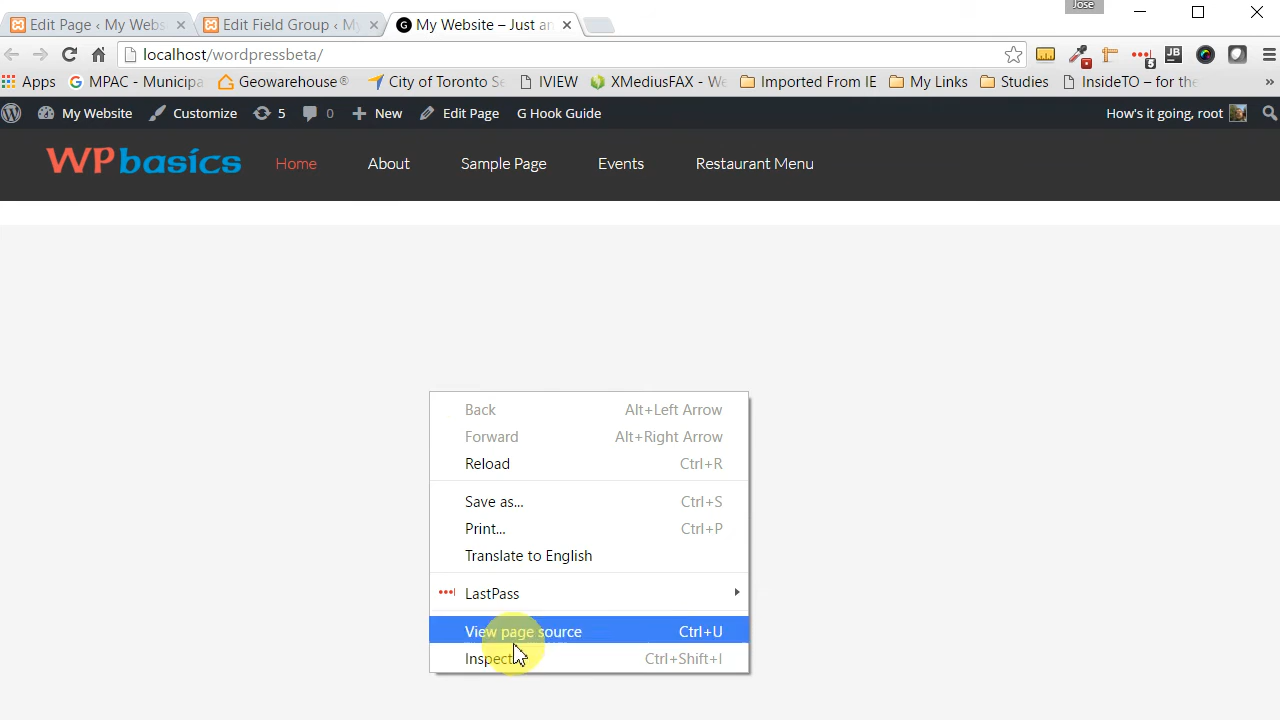 Jose
Edit Page ‹ My Webs
Edit Field Group ‹ My
My Website – Just an
localhost/wordpressbeta/
JB
5
Apps
MPAC - Municipa
Geowarehouse®
City of Toronto Se
IVIEW
XMediusFAX - We
Imported From IE
My Links
Studies
InsideTO – for the
»
My Website
Customize
5
0
New
Edit Page
G Hook Guide
How's it going, root
WPbasics
Home
About
Sample Page
Events
Restaurant Menu
Back Alt+Left Arrow
Forward Alt+Right Arrow
Reload Ctrl+R
Save as... Ctrl+S
Print... Ctrl+P
Translate to English
LastPass
View page source Ctrl+U
Inspect Ctrl+Shift+I